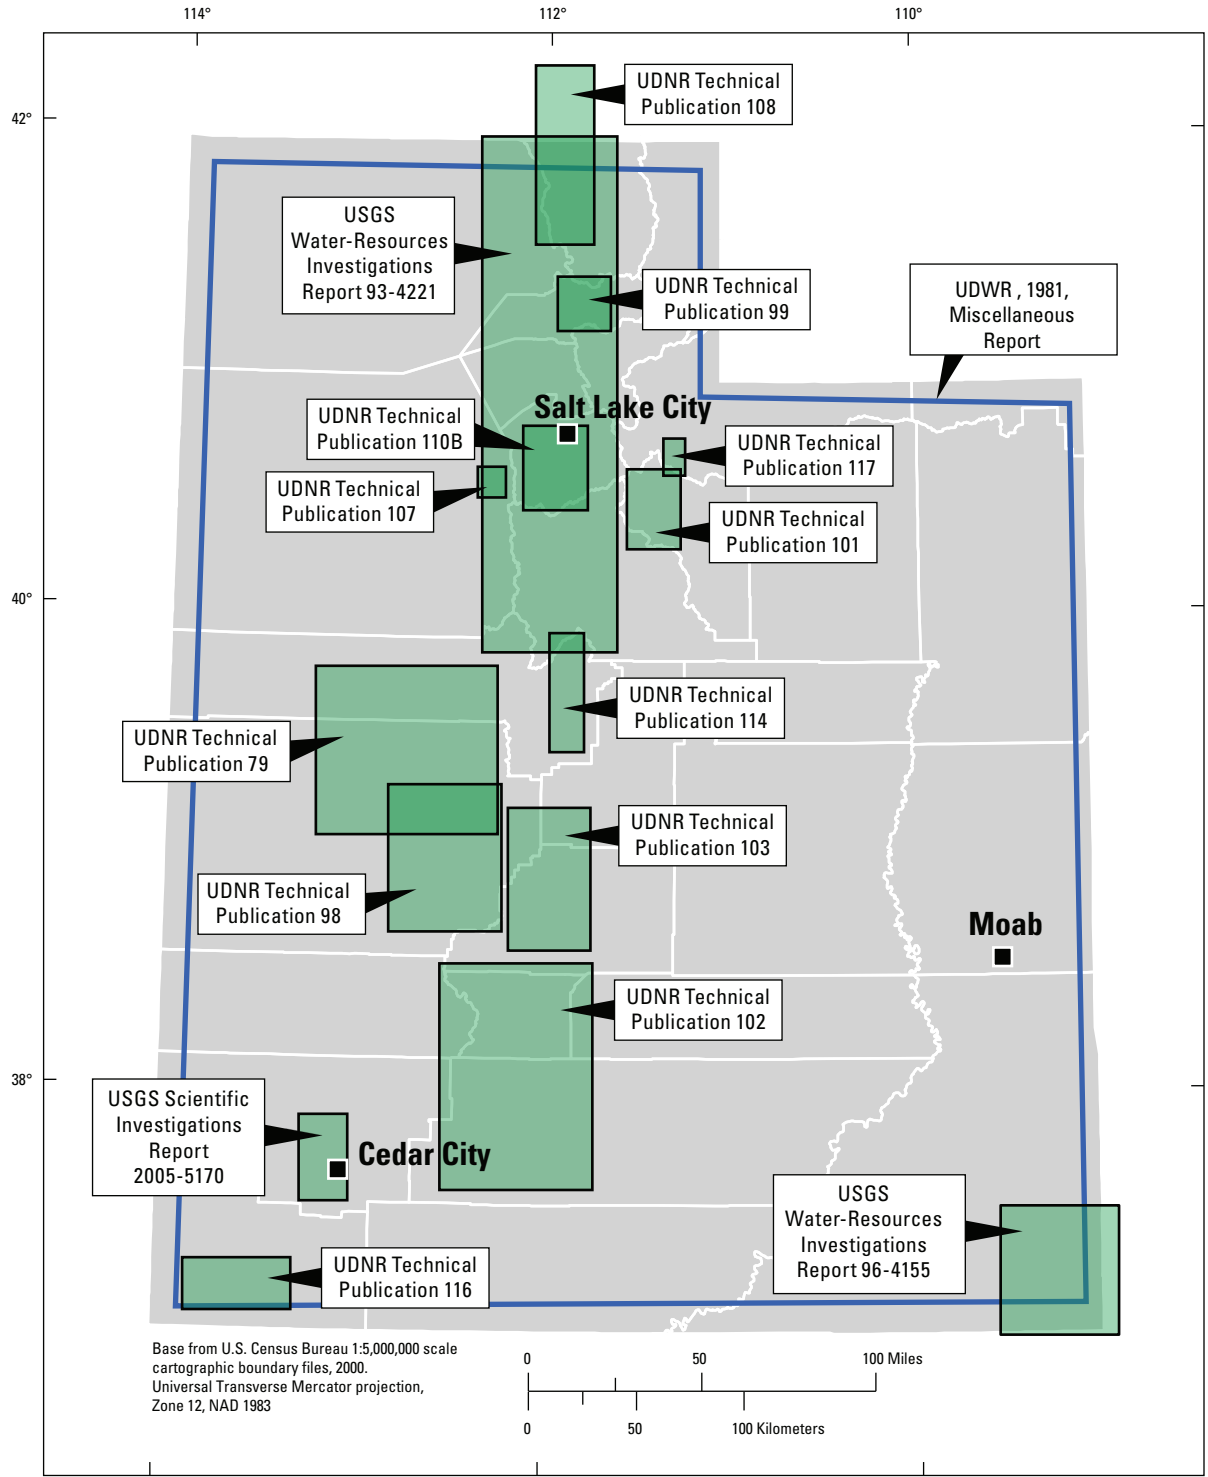 114°
112°
110°
42°
UDNR Technical
Publication 108
USGS
Water-Resources
Investigations
Report 93-4221
UDNR Technical
Publication 99
UDWR , 1981,
Miscellaneous
Report
Salt Lake City
UDNR Technical
Publication 110B
UDNR Technical
Publication 117
UDNR Technical
Publication 107
UDNR Technical
Publication 101
40°
UDNR Technical
Publication 114
UDNR Technical
Publication 79
UDNR Technical
Publication 103
UDNR Technical
Publication 98
Moab
UDNR Technical
Publication 102
38°
USGS Scientific
Investigations
Report
2005-5170
Cedar City
USGS
Water-Resources
Investigations
Report 96-4155
UDNR Technical
Publication 116
Base from U.S. Census Bureau 1:5,000,000 scale
cartographic boundary files, 2000.
Universal Transverse Mercator projection,
Zone 12, NAD 1983
0 50 100 Miles
0 50 100 Kilometers